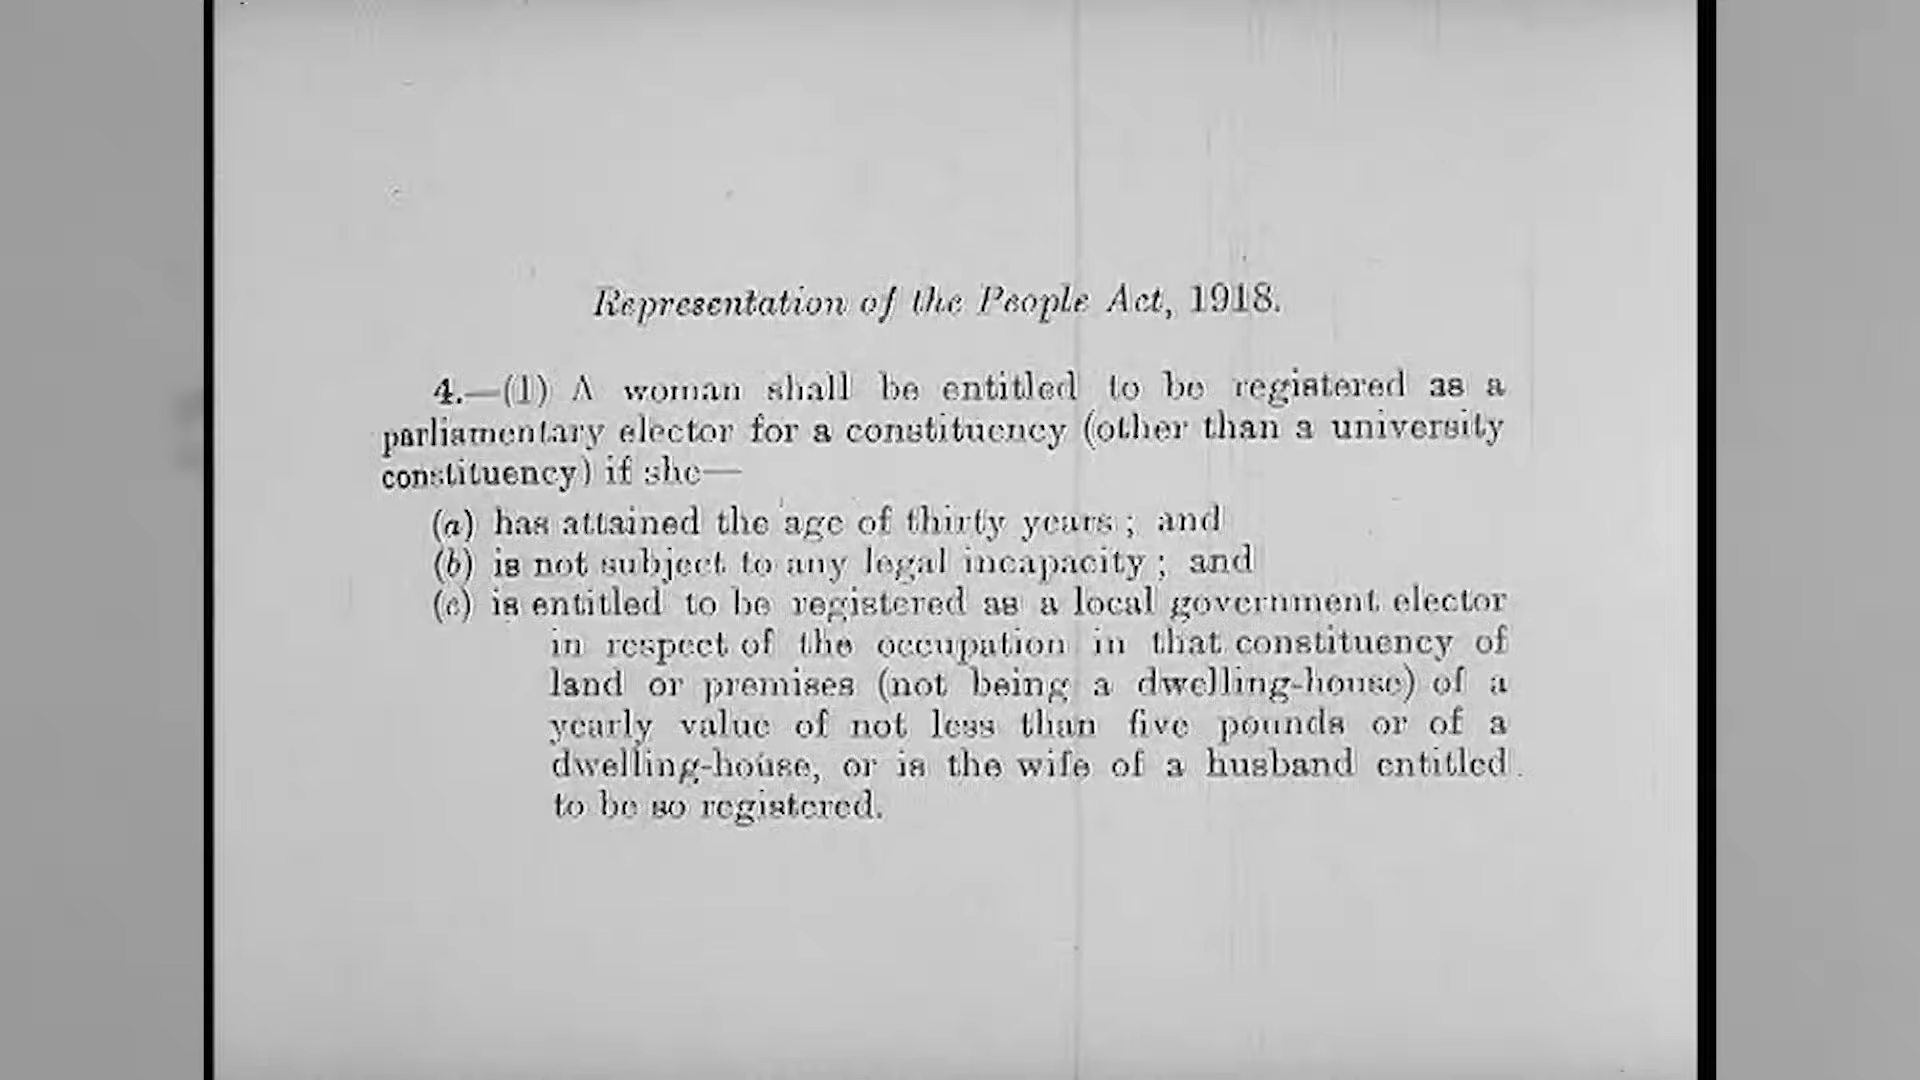 Representation of the People Act, 1918.
4.—(1) A woman shall be entitled to be registered as a
parliamentary elector for a constituency (other than a university
constituency) if she—
(a) has attained the age of thirty years; and
(b) is not subject to any legal incapacity; and
(c) is entitled to be registered as a local government elector
in respect of the occupation in that constituency of
land or premises (not being a dwelling-house) of a
yearly value of not less than five pounds or of a
dwelling-house, or is the wife of a husband entitled
to be so registered.